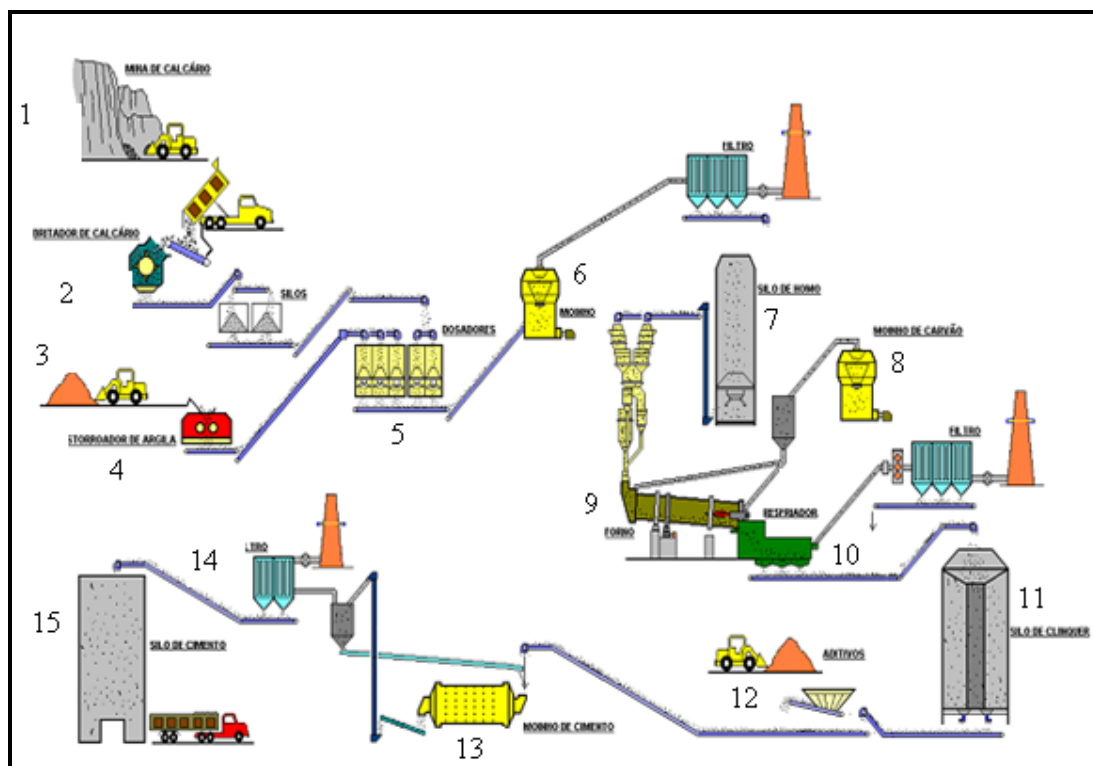 MINA DE CALCÁRIO
1
BRITADOR DE CALCÁRIO
2
SILOS
3
STORROADOR DE ARGILA
4
DOSADORES
5
6
MOINHO
FILTRO
SILO DE HOMO
7
MOINHO DE CARVÃO
8
9
FORNO
RESFRIADOR
10
FILTRO
11
SILO DE CLINQUER
ADITIVOS
12
13
MOINHO DE CIMENTO
14
LTRO
15
SILO DE CIMENTO